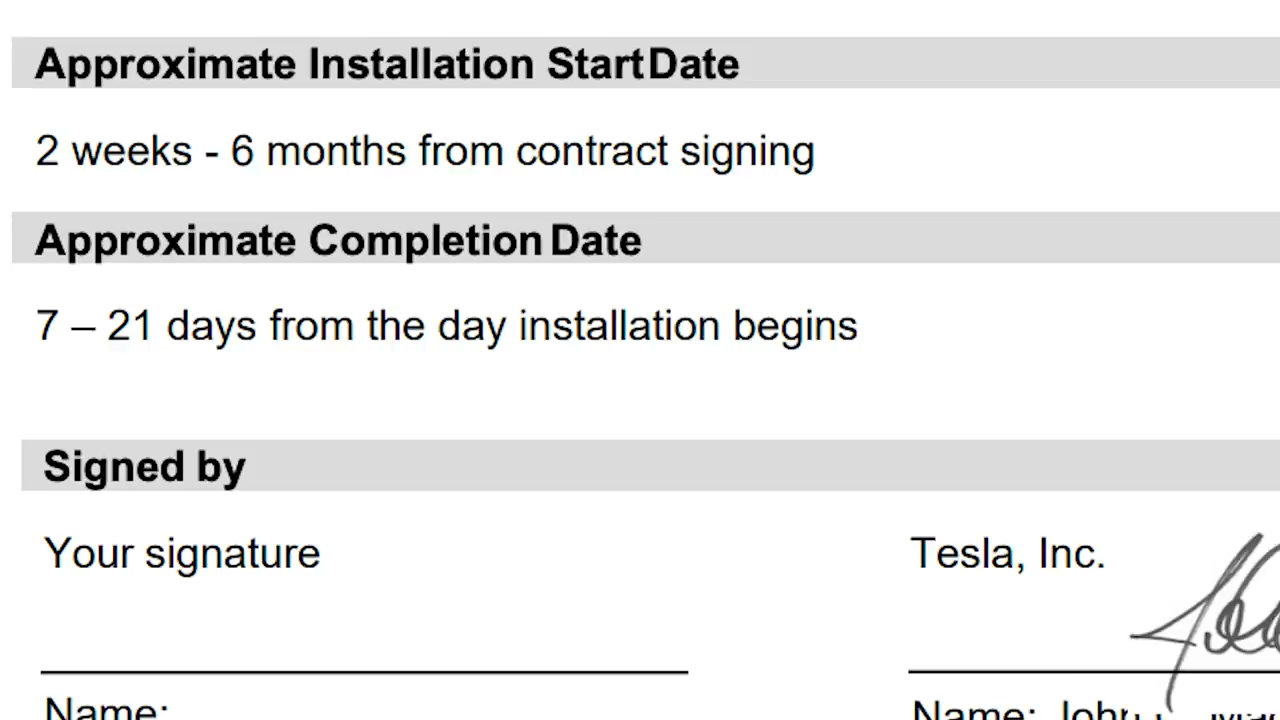 Approximate Installation Start Date
2 weeks - 6 months from contract signing
Approximate Completion Date
7 – 21 days from the day installation begins
Signed by
Your signature
Tesla, Inc.
Name:
Name: John